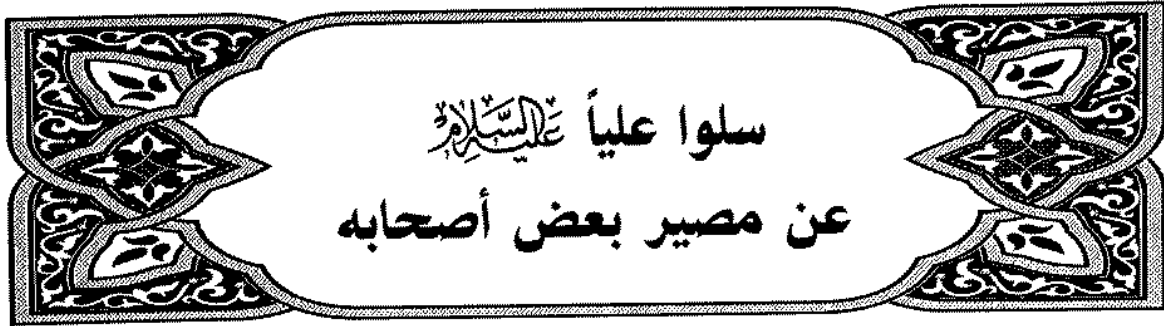 سلوا علياً عليه السلام
عن مصير بعض أصحابه